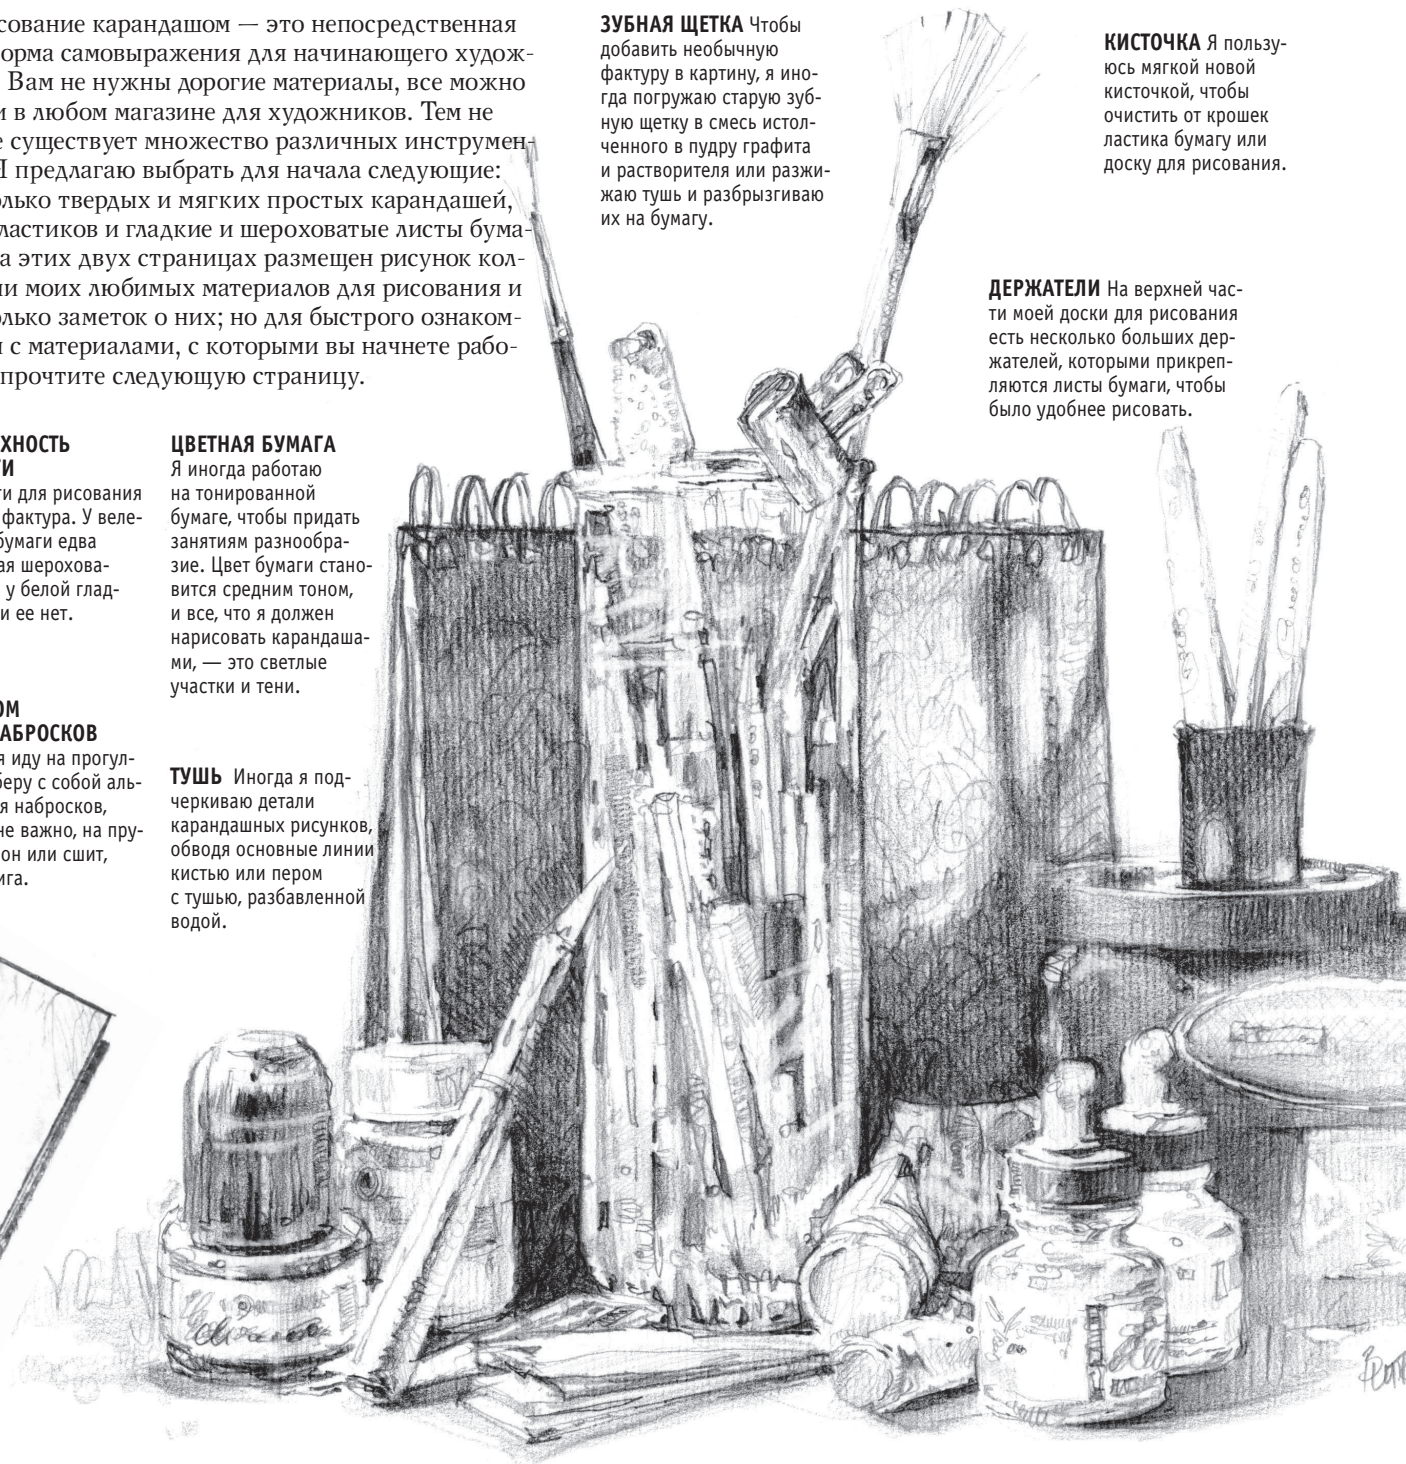 сование карандашом — это непосредственная
орма самовыражения для начинающего худож-
Вам не нужны дорогие материалы, все можно
и в любом магазине для художников. Тем не
е существует множество различных инструмен-
Я предлагаю выбрать для начала следующие:
олько твердых и мягких простых карандашей,
ластиков и гладкие и шероховатые листы бума-
а этих двух страницах размещен рисунок кол-
ии моих любимых материалов для рисования и
олько заметок о них; но для быстрого ознаком-
я с материалами, с которыми вы начнете рабо-
прочтите следующую страницу.
ХНОСТЬ
ГИ
ги для рисования
фактура. У веле-
бумаги едва
ая шерохова-
у белой глад-
и ее нет.
ОМ
АБРОСКОВ
я иду на прогул-
беру с собой аль-
я набросков,
не важно, на пру-
он или сшит,
ига.
ЦВЕТНАЯ БУМАГА
Я иногда работаю
на тонированной
бумаге, чтобы придать
занятиям разнообра-
зие. Цвет бумаги стано-
вится средним тоном,
и все, что я должен
нарисовать карандаша-
ми, — это светлые
участки и тени.
ТУШЬ Иногда я под-
черкиваю детали
карандашных рисунков,
обводя основные линии
кистью или пером
с тушью, разбавленной
водой.
ЗУБНАЯ ЩЕТКА Чтобы
добавить необычную
фактуру в картину, я ино-
гда погружаю старую зуб-
ную щетку в смесь истол-
ченного в пудру графита
и растворителя или разжи-
жаю тушь и разбрызгиваю
их на бумагу.
КИСТОЧКА Я пользу-
юсь мягкой новой
кисточкой, чтобы
очистить от крошек
ластика бумагу или
доску для рисования.
ДЕРЖАТЕЛИ На верхней час-
ти моей доски для рисования
есть несколько больших дер-
жателей, которыми прикреп-
ляются листы бумаги, чтобы
было удобнее рисовать.